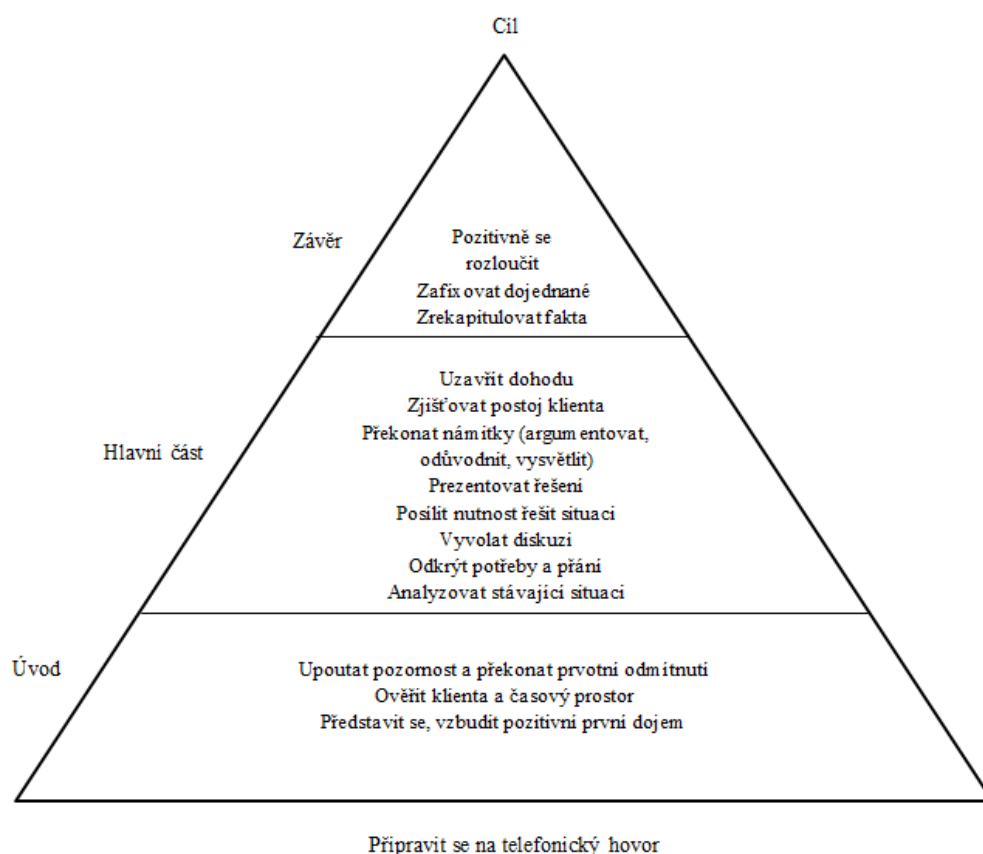 Cíl
Závěr
Pozitivně se
rozloučit
Zafixovat dojednané
Zrekapitulovat fakta
Hlavní část
Uzavřít dohodu
Zjišťovat postoj klienta
Překonat námitky (argumentovat,
odůvodnit, vysvětlit)
Prezentovat řešení
Posílit nutnost řešit situaci
Vyvolat diskuzi
Odkrýt potřeby a přání
Analyzovat stávající situaci
Úvod
Upoutat pozornost a překonat prvotní odmítnutí
Ověřit klienta a časový prostor
Představit se, vzbudit pozitivní první dojem
Připravit se na telefonický hovor